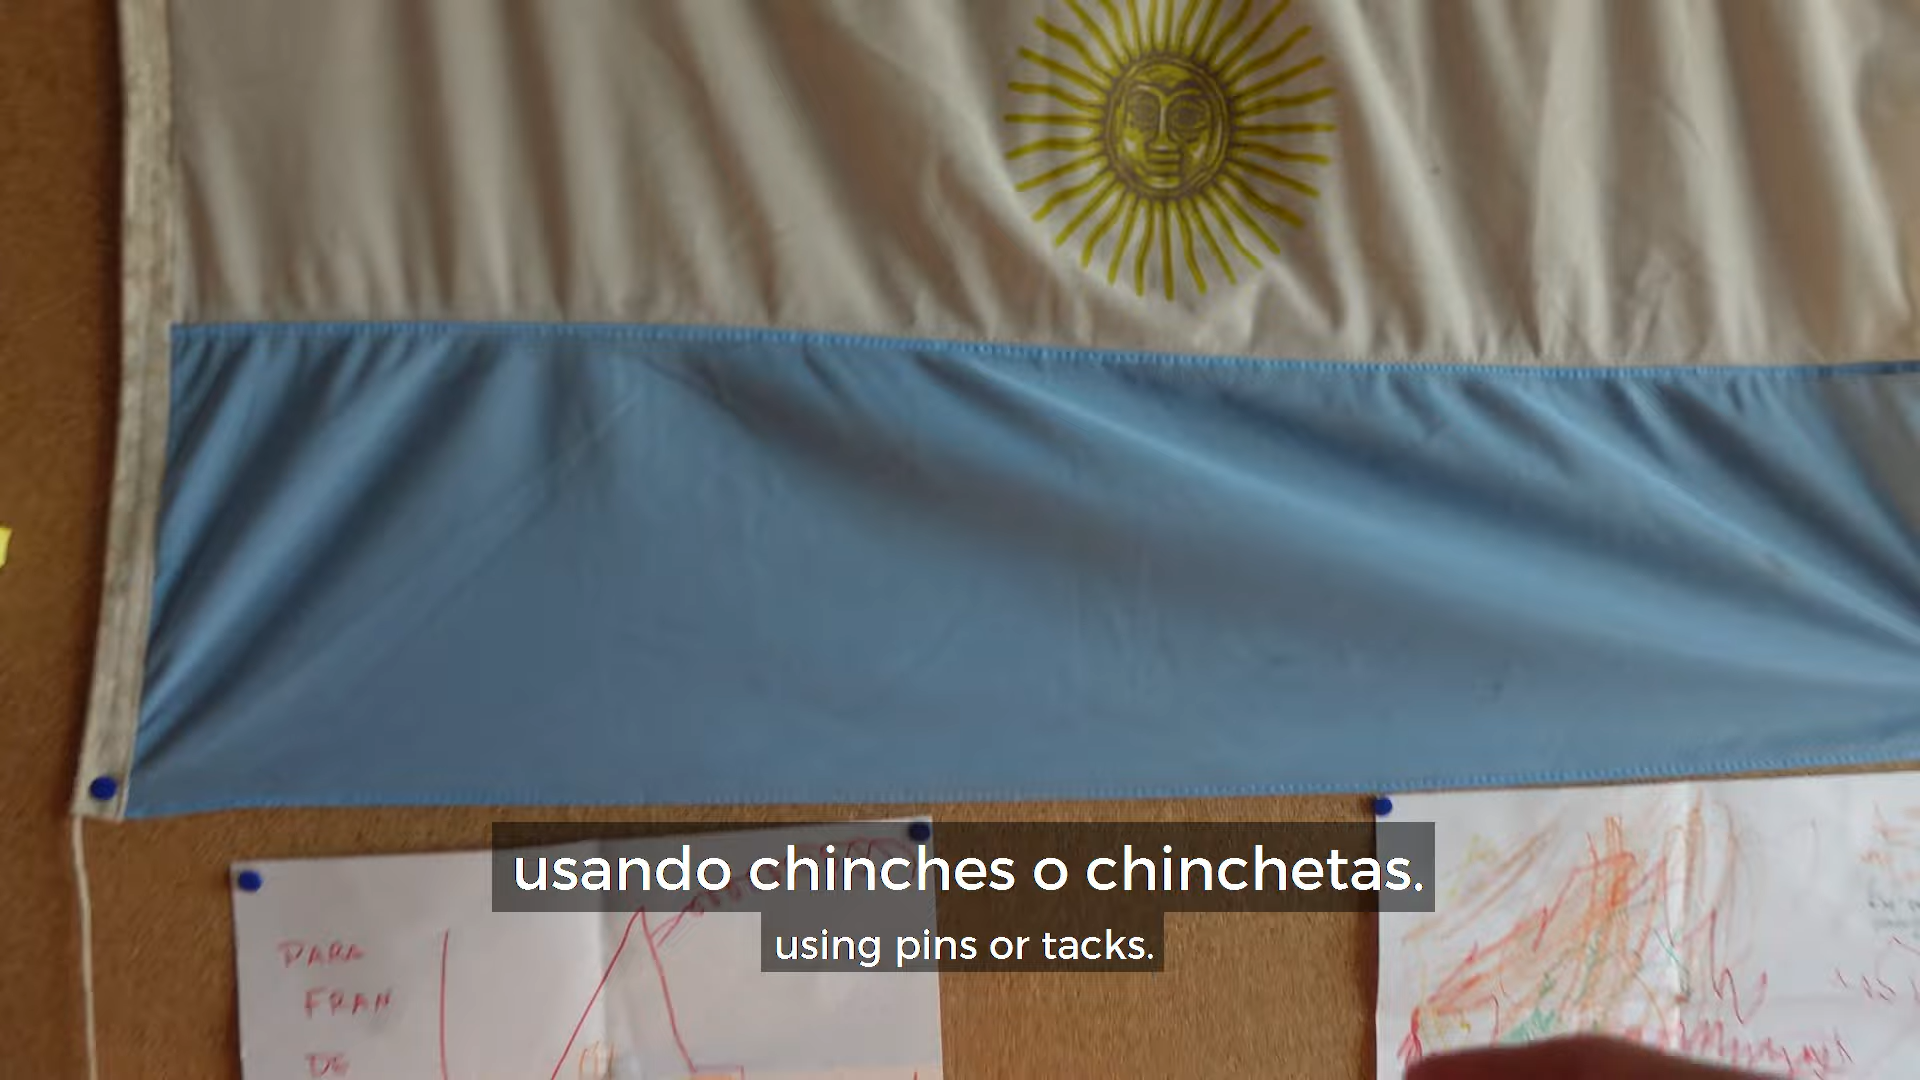 usando chinches o chinchetas.
using pins or tacks.
PARA
FRAN
DE